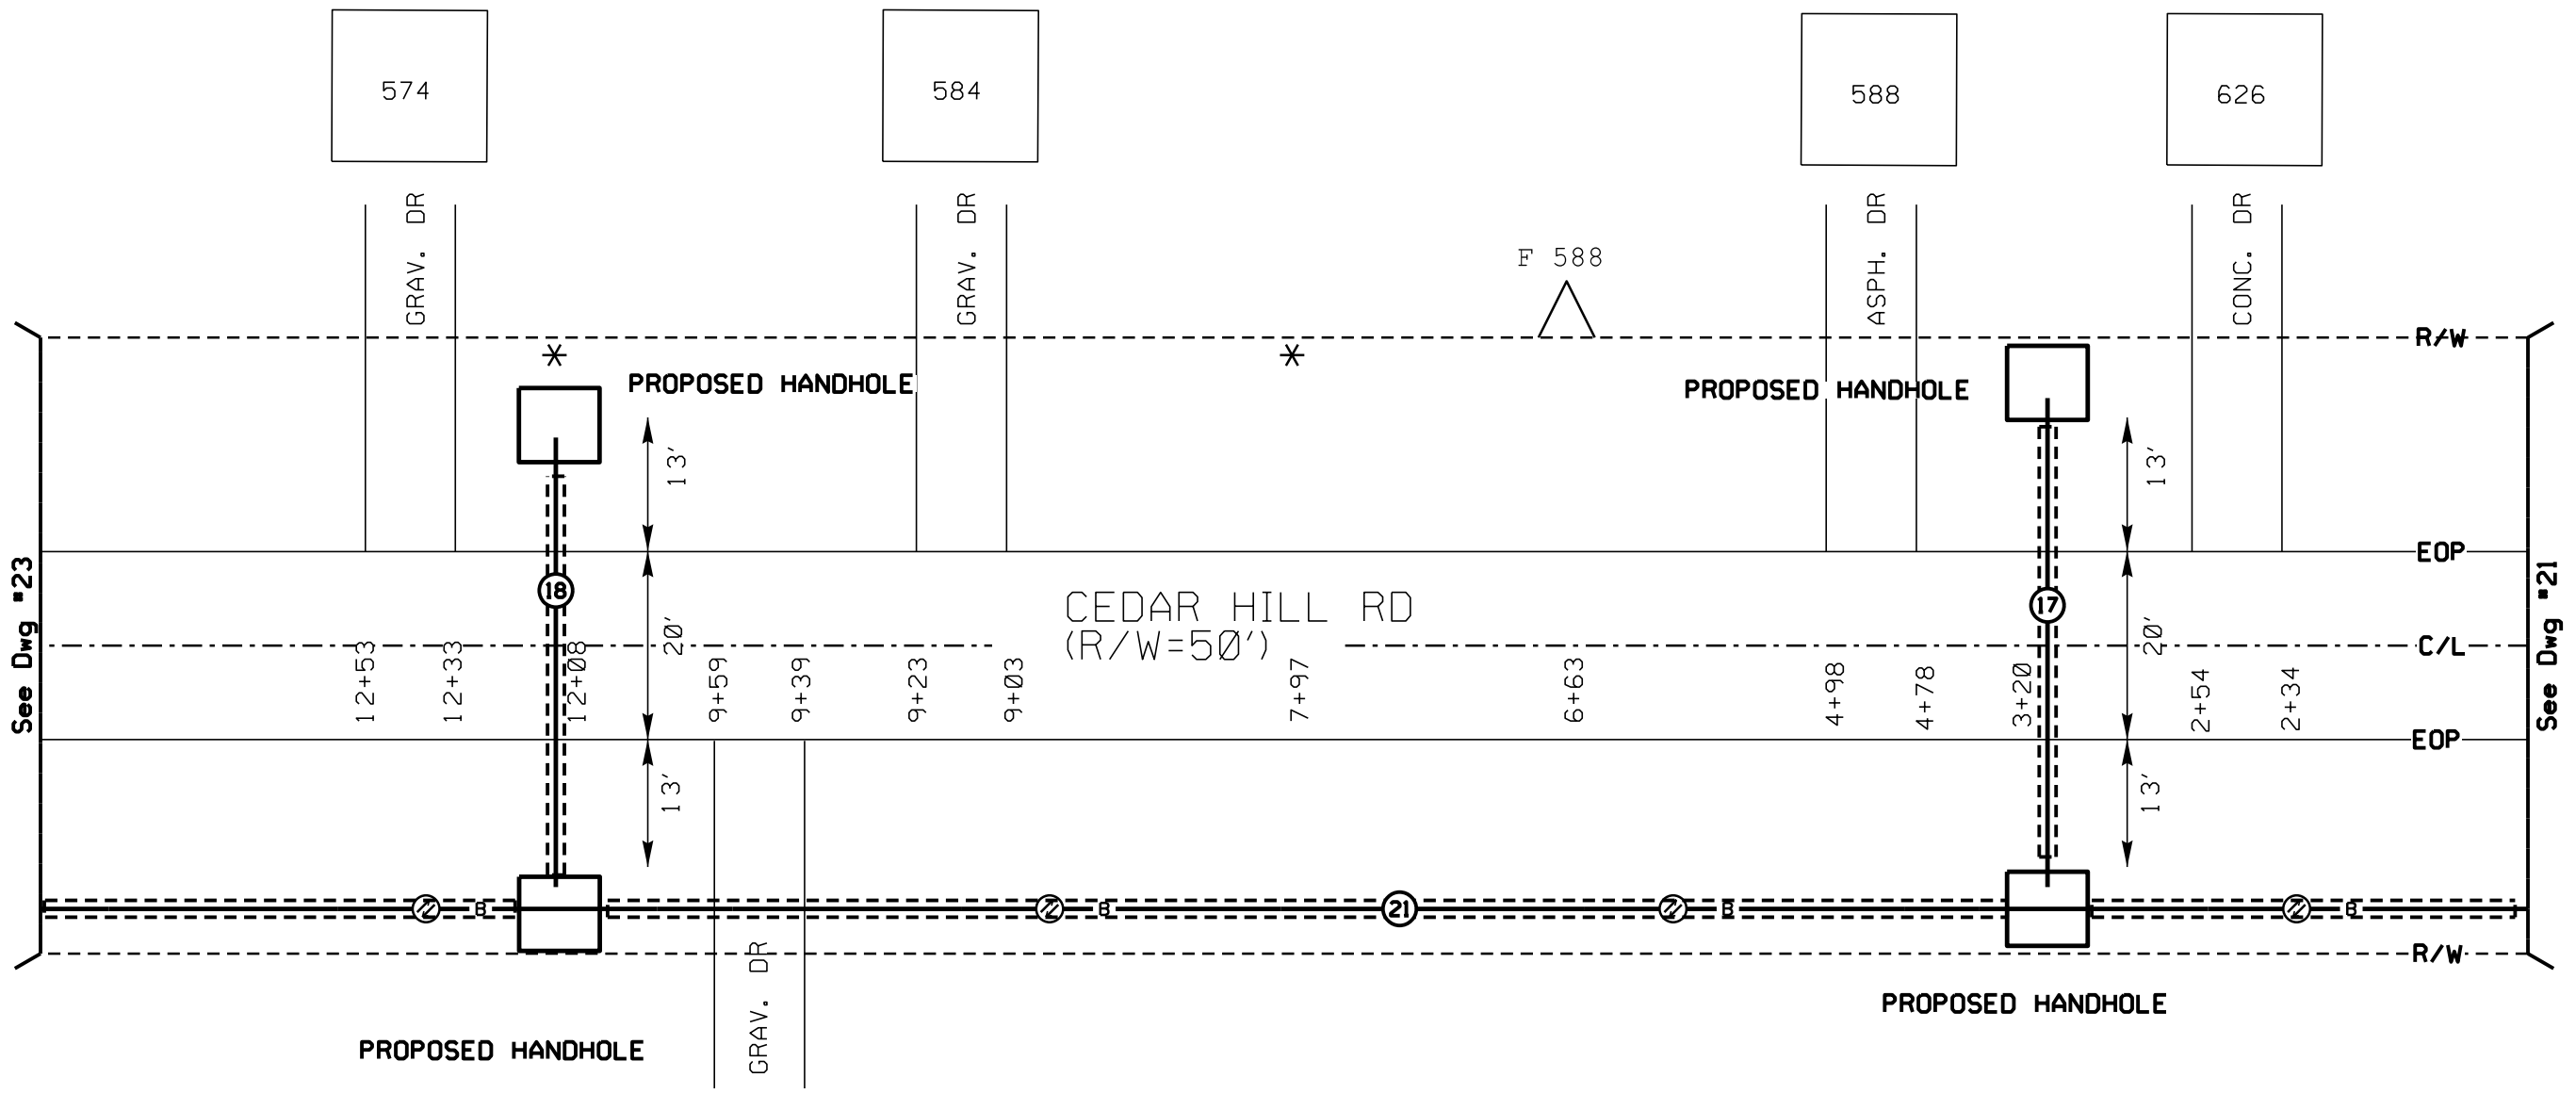 574
584
588
626
GRAV. DR
GRAV. DR
F 588
ASPH. DR
CONC. DR
R/W
PROPOSED HANDHOLE
PROPOSED HANDHOLE
13'
13'
EOP
See Dwg #23
18
CEDAR HILL RD
(R/W=50')
17
See Dwg #21
20'
20'
C/L
12+53
12+33
12+08
9+59
9+39
9+23
9+03
7+97
6+63
4+98
4+78
3+20
2+54
2+34
EOP
13'
13'
B
B
21
B
B
R/W
GRAV. DR
PROPOSED HANDHOLE
PROPOSED HANDHOLE